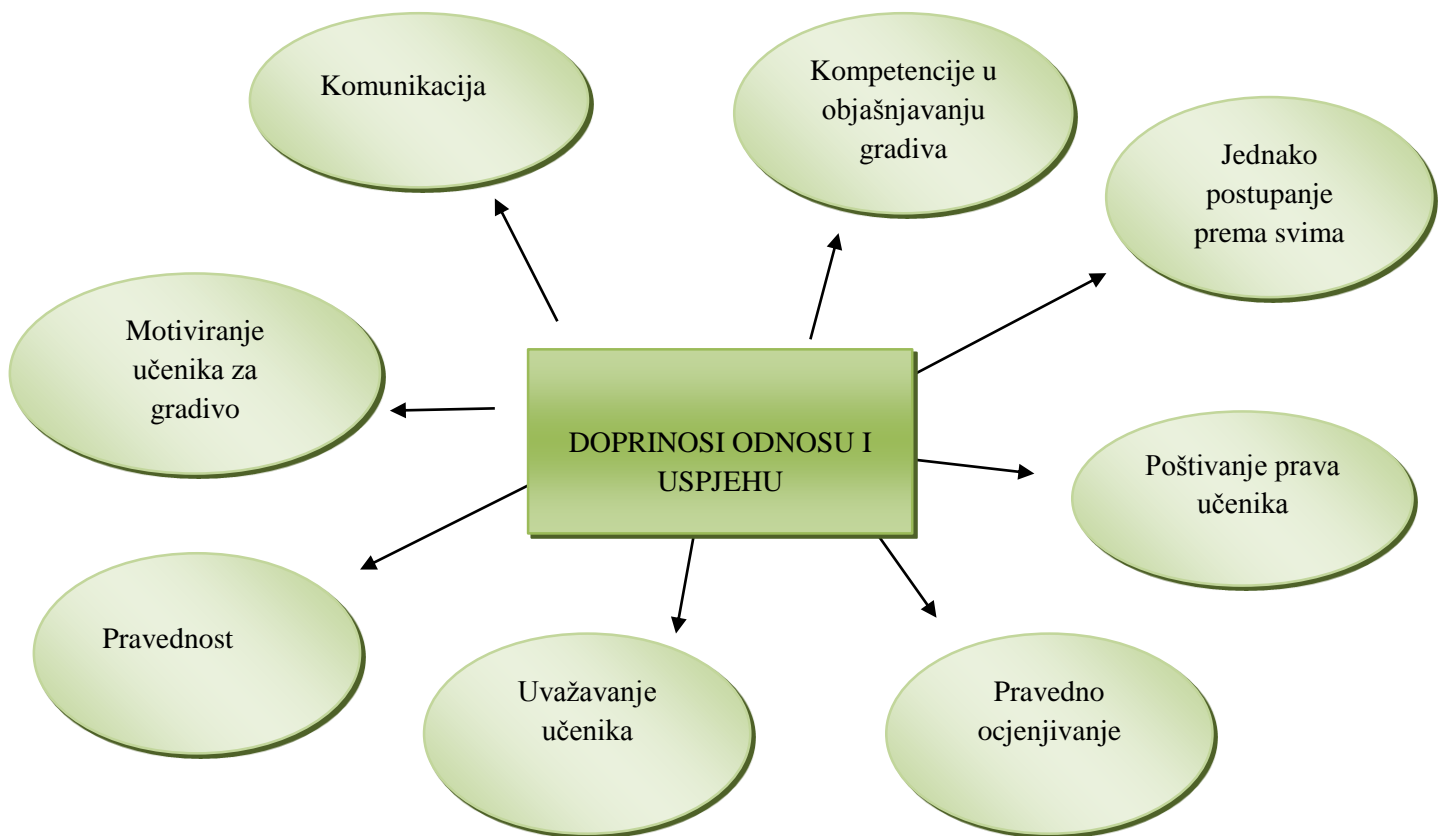 Komunikacija
Kompetencije u
objašnjavanju
gradiva
Jednako
postupanje
prema svima
Motiviranje
učenika za
gradivo
DOPRINOSI ODNOSU I
USPJEHU
Poštivanje prava
učenika
Pravednost
Uvažavanje
učenika
Pravedno
ocjenjivanje